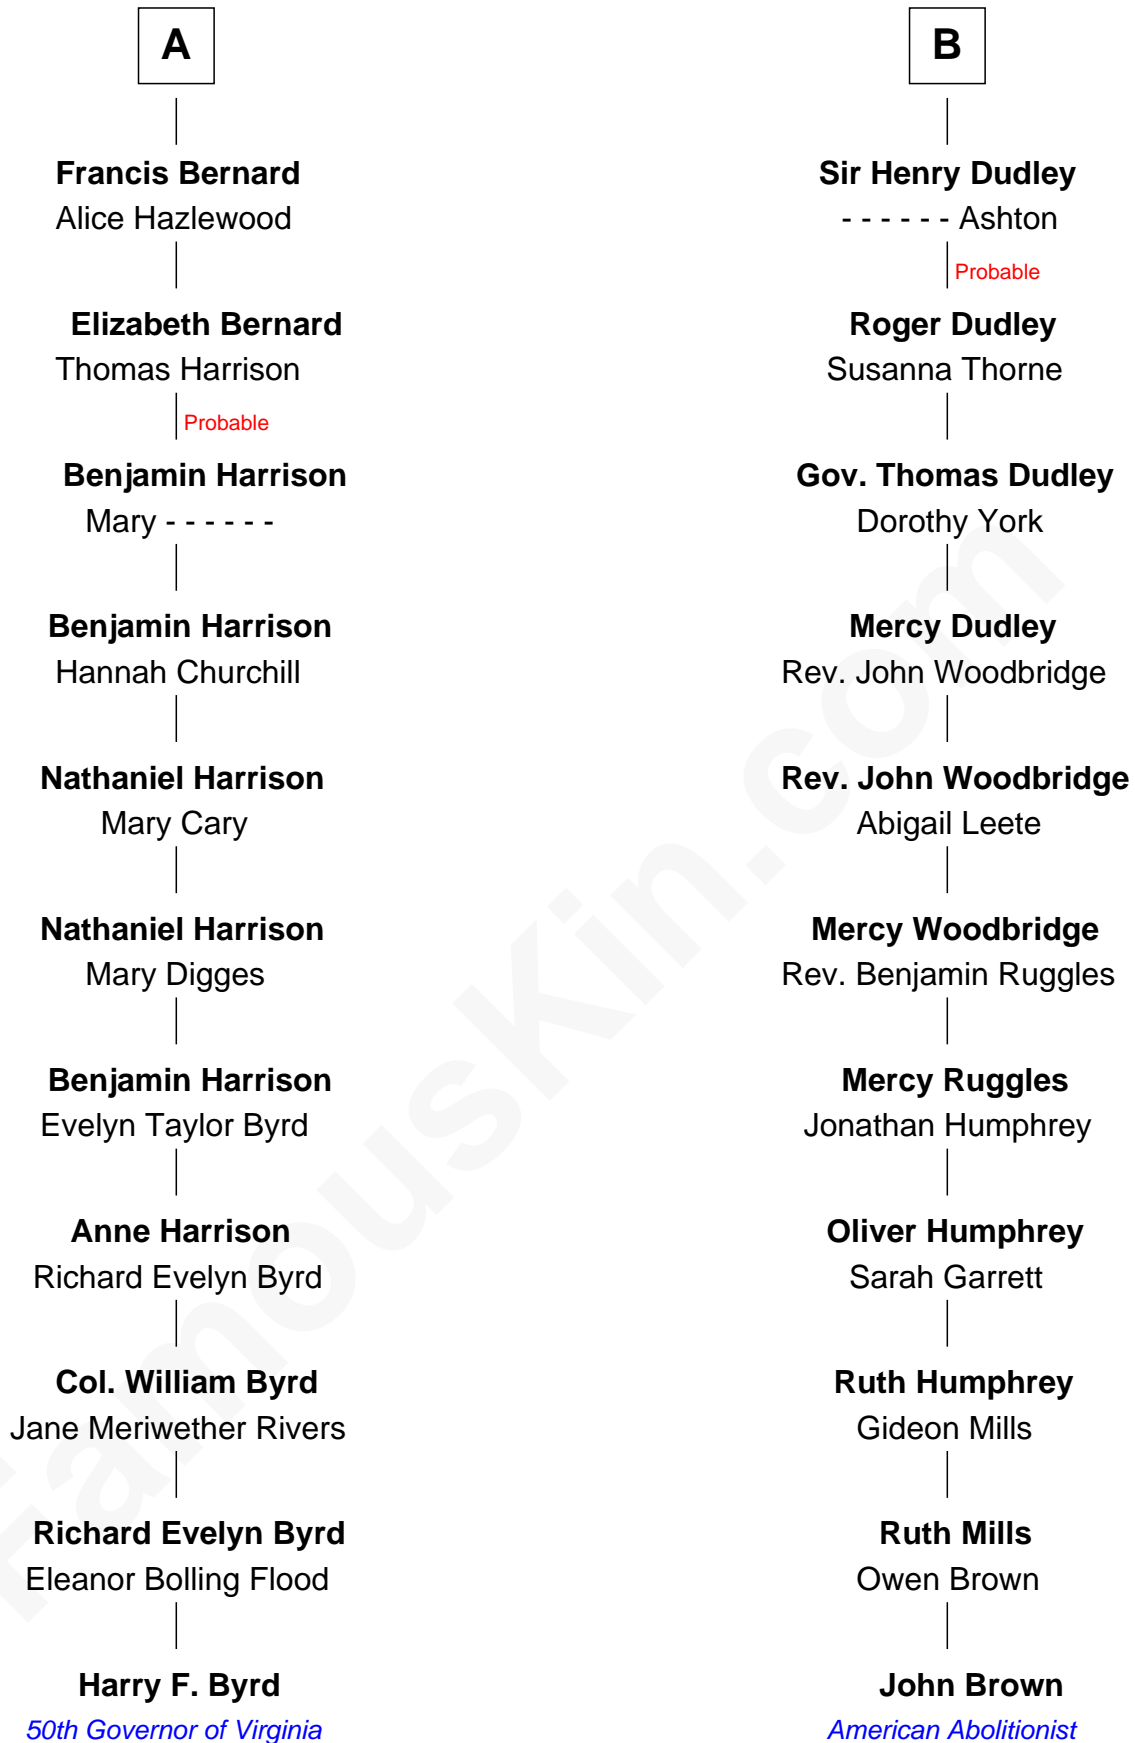 A
Francis Bernard
Alice Hazlewood
Elizabeth Bernard
Thomas Harrison
Probable
Benjamin Harrison
Mary - - - - - -
Benjamin Harrison
Hannah Churchill
Nathaniel Harrison
Mary Cary
Nathaniel Harrison
Mary Digges
Benjamin Harrison
Evelyn Taylor Byrd
Anne Harrison
Richard Evelyn Byrd
Col. William Byrd
Jane Meriwether Rivers
Richard Evelyn Byrd
Eleanor Bolling Flood
Harry F. Byrd
50th Governor of Virginia
B
Sir Henry Dudley
- - - - - - Ashton
Probable
Roger Dudley
Susanna Thorne
Gov. Thomas Dudley
Dorothy York
Mercy Dudley
Rev. John Woodbridge
Rev. John Woodbridge
Abigail Leete
Mercy Woodbridge
Rev. Benjamin Ruggles
Mercy Ruggles
Jonathan Humphrey
Oliver Humphrey
Sarah Garrett
Ruth Humphrey
Gideon Mills
Ruth Mills
Owen Brown
John Brown
American Abolitionist
FamousKin.com